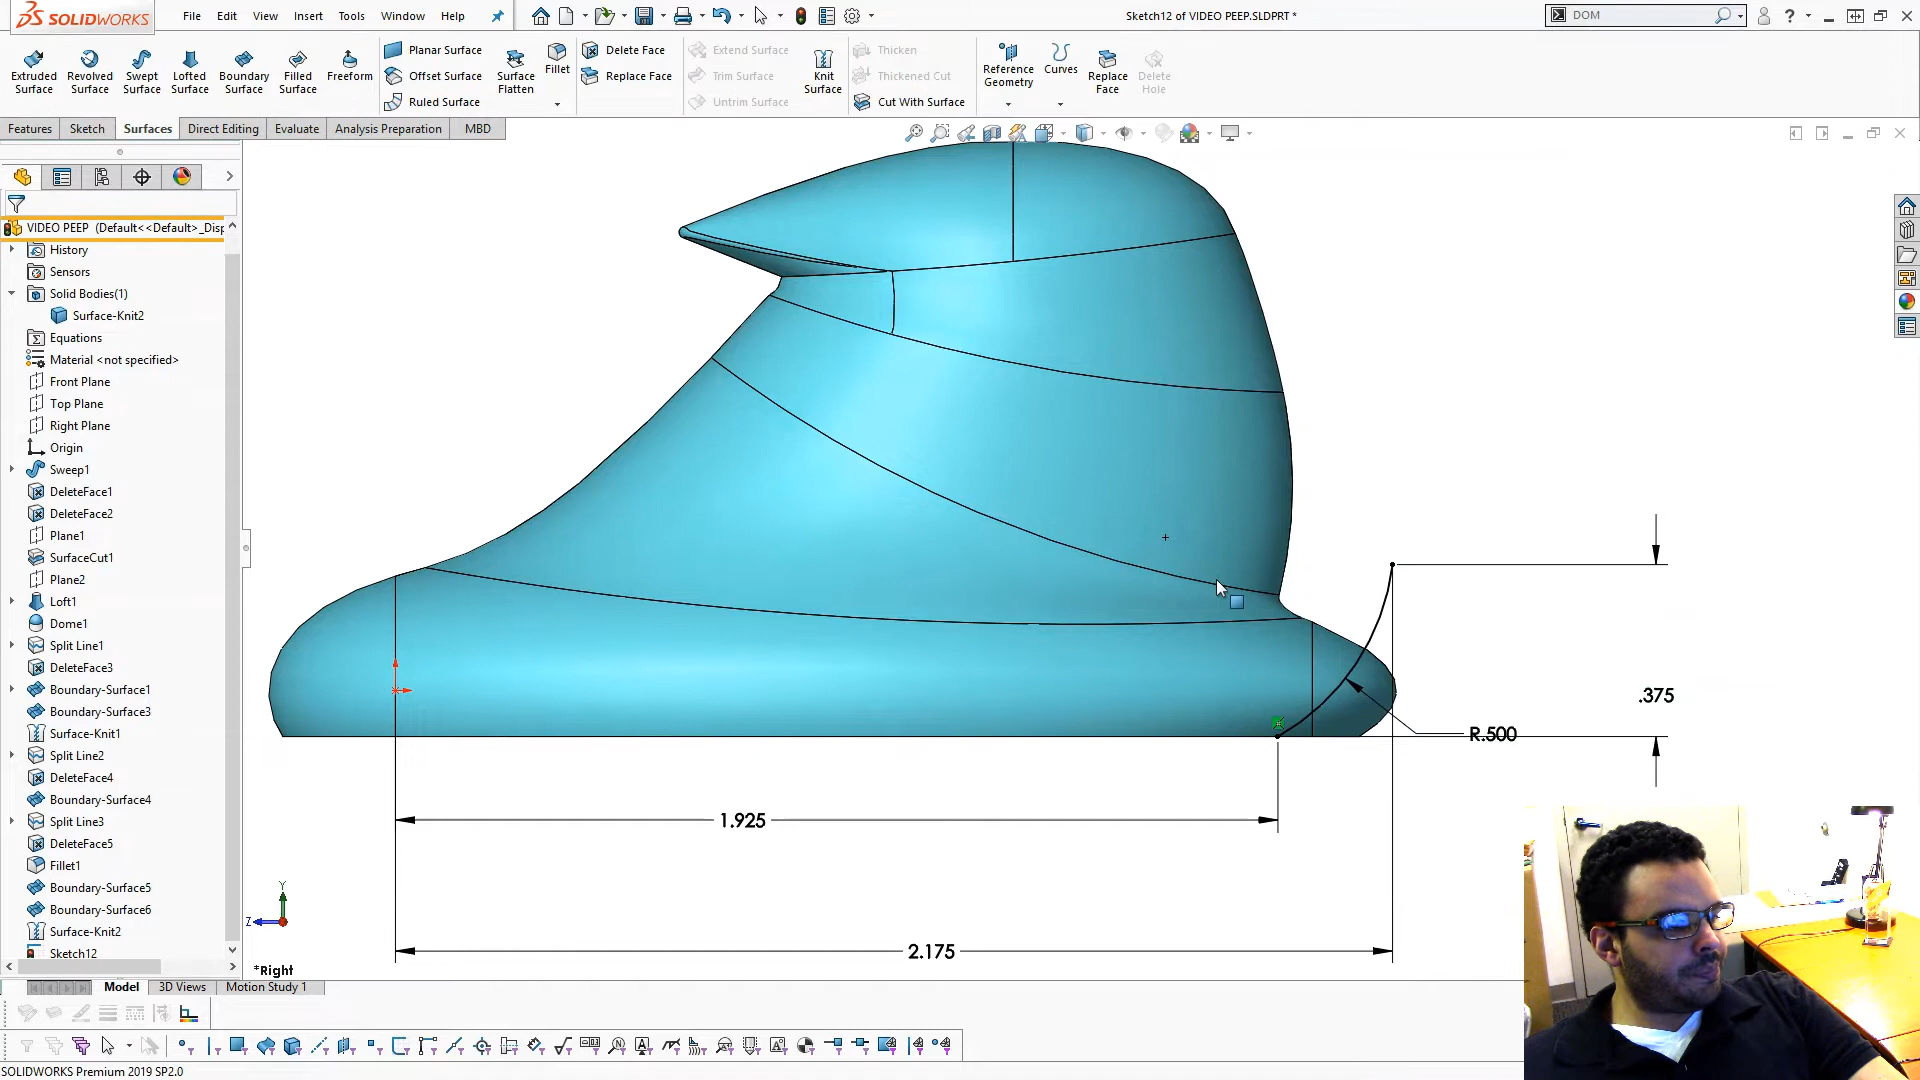 SOLIDWORKS File Edit View Insert Tools Window Help Sketch12 of VIDEO PEEP.SLDPRT * DOM
Extruded Surface Revolved Surface Swept Surface Lofted Surface Boundary Surface Filled Surface Freeform
Planar Surface
Offset Surface
Ruled Surface
Surface Flatten
Fillet
Delete Face
Replace Face
Extend Surface
Trim Surface
Untrim Surface
Knit Surface
Thicken
Thickened Cut
Cut With Surface
Reference Geometry
Curves
Replace Face
Delete Hole
Features Sketch Surfaces Direct Editing Evaluate Analysis Preparation MBD
VIDEO PEEP (Default<<Default>_Disp
History
Sensors
Solid Bodies(1)
Surface-Knit2
Equations
Material <not specified>
Front Plane
Top Plane
Right Plane
Origin
Sweep1
DeleteFace1
DeleteFace2
Plane1
SurfaceCut1
Plane2
Loft1
Dome1
Split Line1
DeleteFace3
Boundary-Surface1
Boundary-Surface3
Surface-Knit1
Split Line2
DeleteFace4
Boundary-Surface4
Split Line3
DeleteFace5
Fillet1
Boundary-Surface5
Boundary-Surface6
Surface-Knit2
Sketch12
.375
R.500
1.925
2.175
Y
Z
*Right
Model 3D Views Motion Study 1
SOLIDWORKS Premium 2019 SP2.0